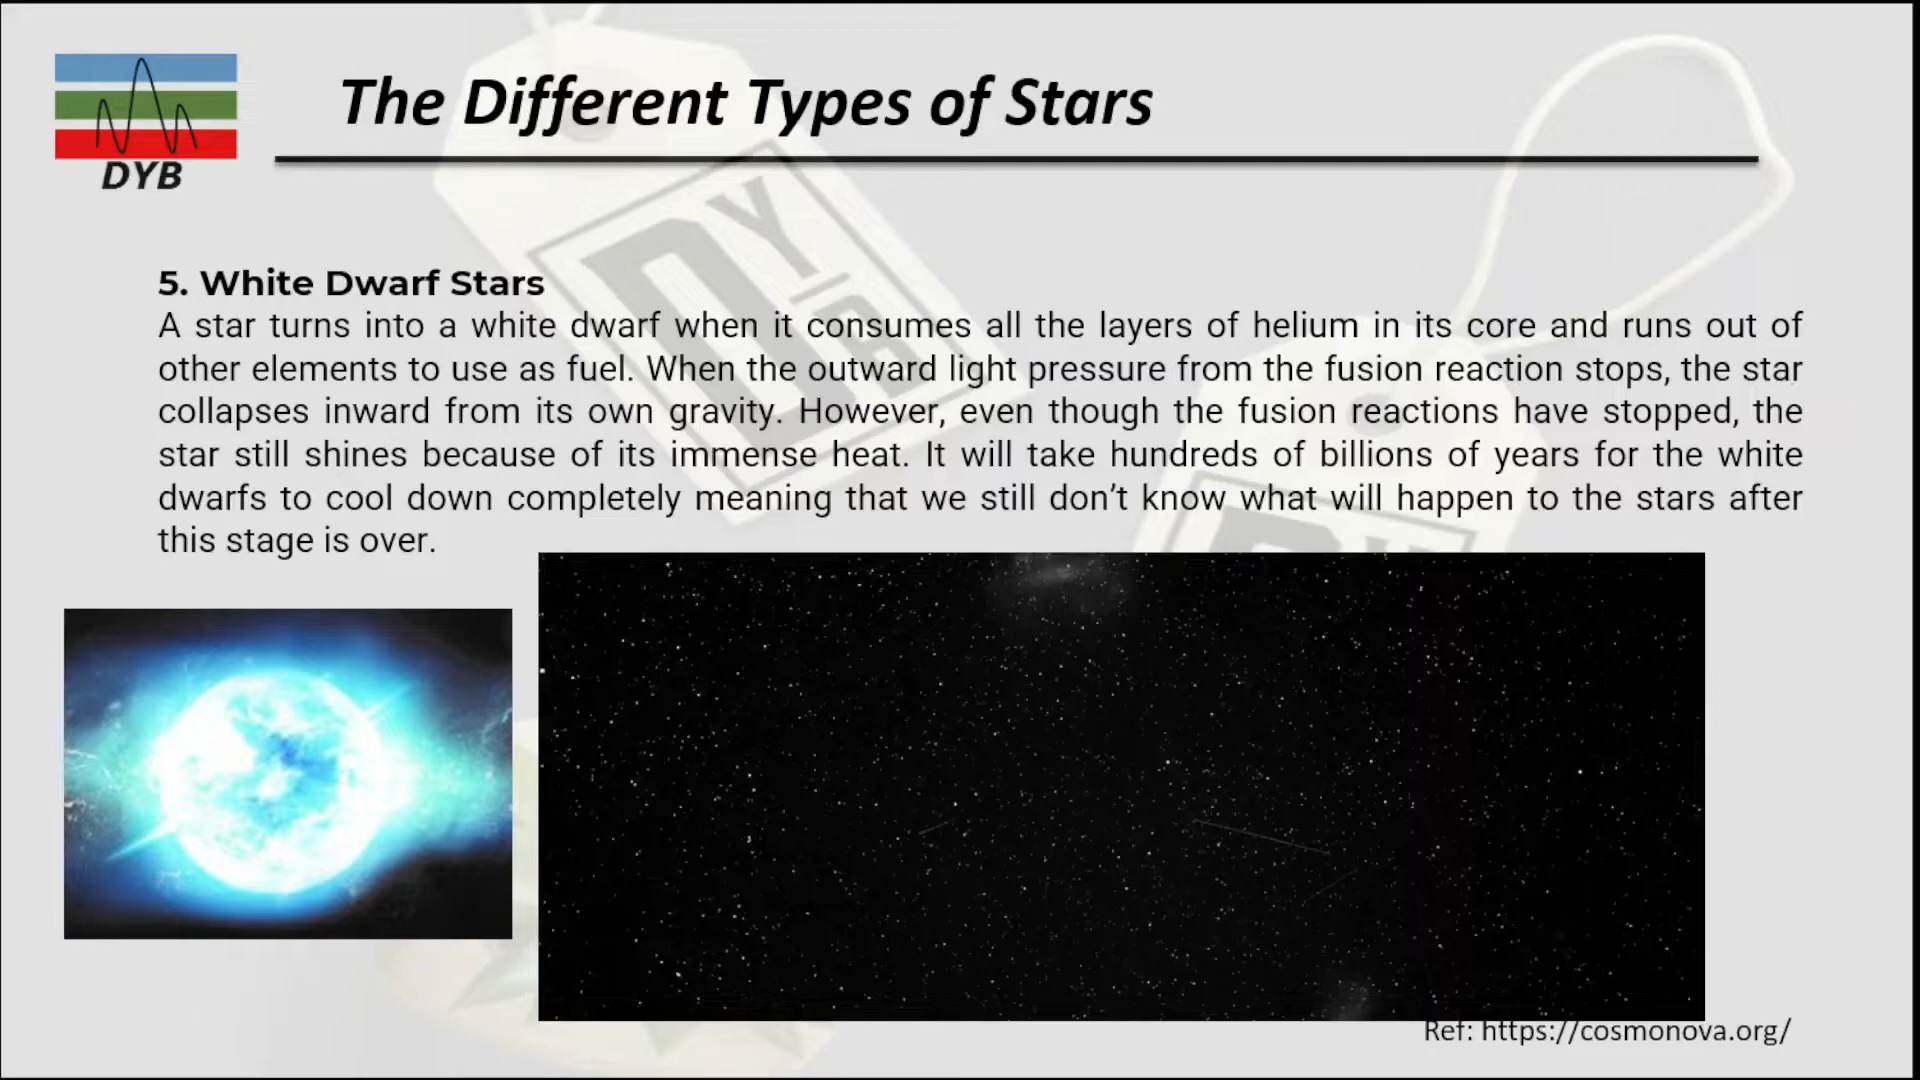 The Different Types of Stars
DYB
5. White Dwarf Stars
A star turns into a white dwarf when it consumes all the layers of helium in its core and runs out of
other elements to use as fuel. When the outward light pressure from the fusion reaction stops, the star
collapses inward from its own gravity. However, even though the fusion reactions have stopped, the
star still shines because of its immense heat. It will take hundreds of billions of years for the white
dwarfs to cool down completely meaning that we still don’t know what will happen to the stars after
this stage is over.
Ref: https://cosmonova.org/